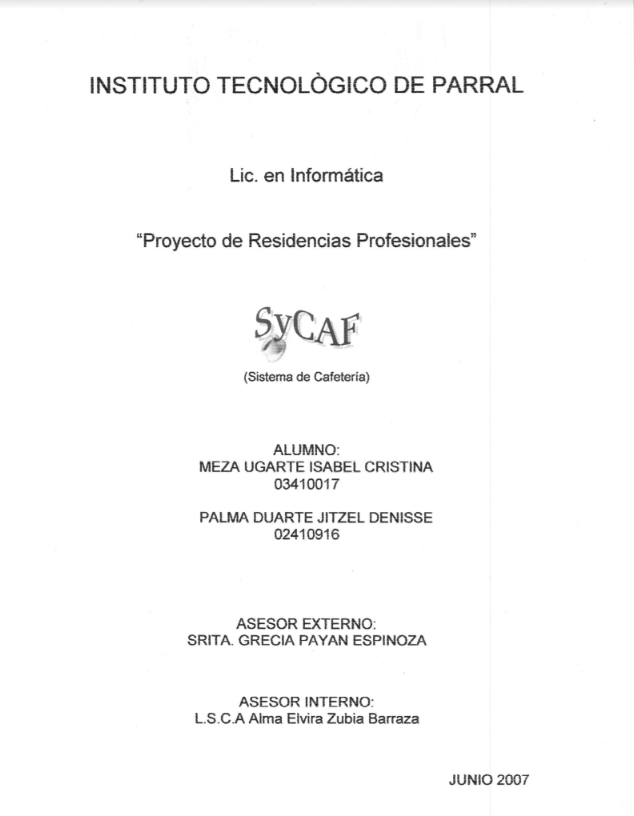 INSTITUTO TECNOLÒGICO DE PARRAL
Lic. en Informática
“Proyecto de Residencias Profesionales”
SyCAF
(Sistema de Cafetería)
ALUMNO:
MEZA UGARTE ISABEL CRISTINA
03410017
PALMA DUARTE JITZEL DENISSE
02410916
ASESOR EXTERNO:
SRITA. GRECIA PAYAN ESPINOZA
ASESOR INTERNO:
L.S.C.A Alma Elvira Zubia Barraza
JUNIO 2007